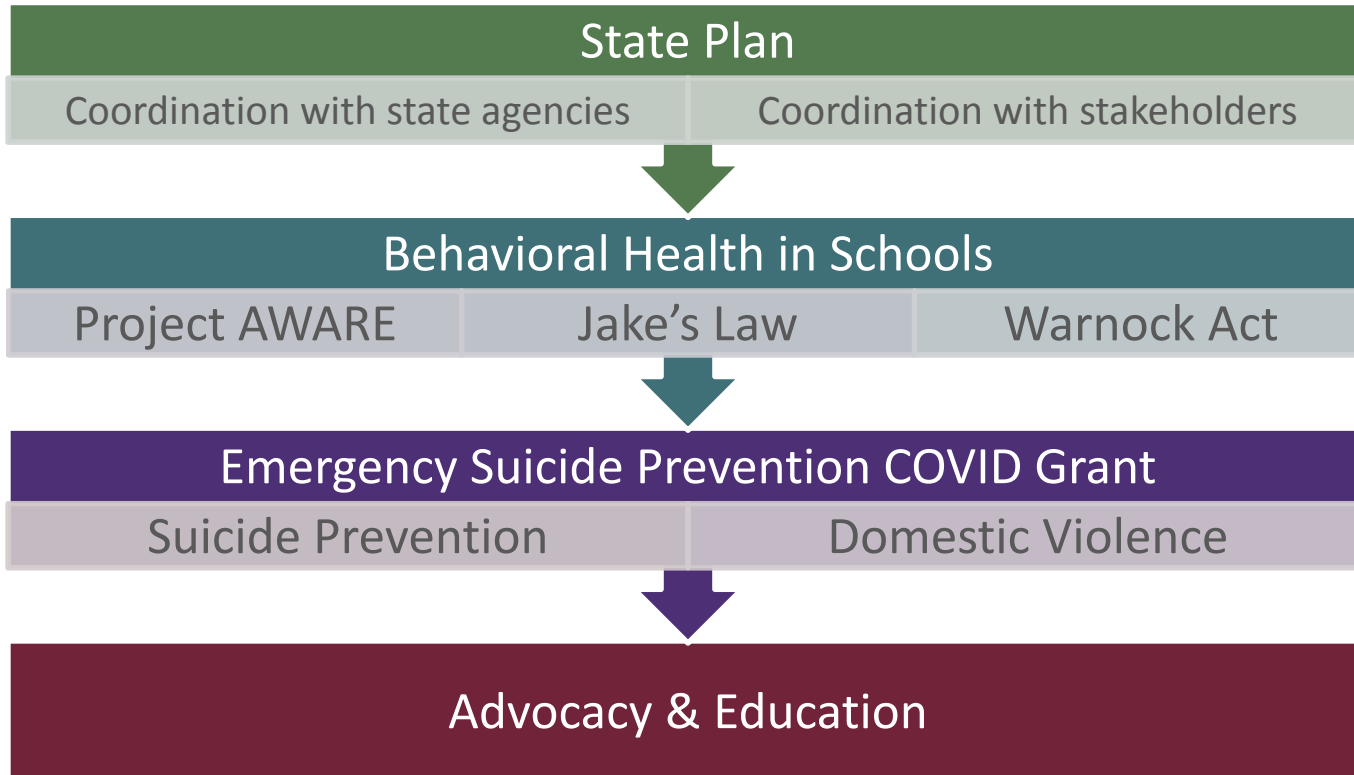 State Plan
Coordination with state agencies
Coordination with stakeholders
Behavioral Health in Schools
Project AWARE
Jake’s Law
Warnock Act
Emergency Suicide Prevention COVID Grant
Suicide Prevention
Domestic Violence
Advocacy & Education